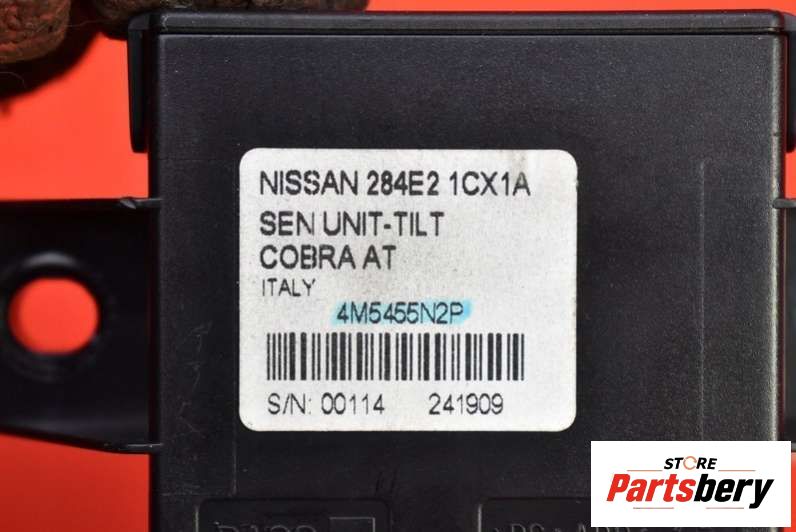 NISSAN 284E2 1CX1A
SEN UNIT-TILT
COBRA AT
ITALY
4M5455N2P
S/N: 00114 241909
STORE
Partsbery